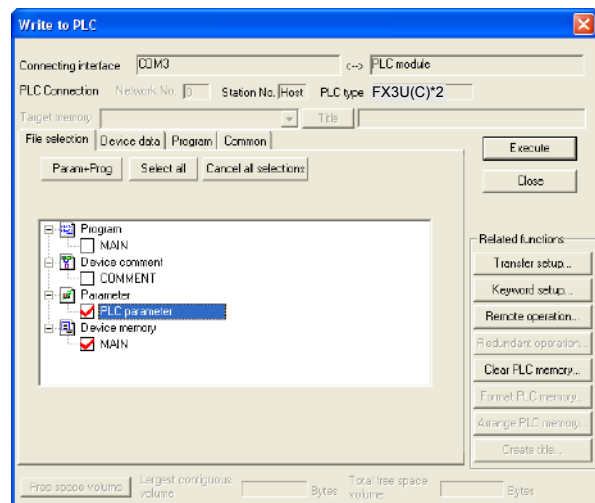 Write to PLC
Connecting interface COM3 <--> PLC module
PLC Connection Network No. 0 Station No. Host PLC type FX3U(C)*2
Target memory Title
File selection Device data Program Common
Execute
Param+Prog Select all Cancel all selections
Close
Program
MAIN
Device comment
COMMENT
Parameter
PLC parameter
Device memory
MAIN
Related functions
Transfer setup...
Keyword setup...
Remote operation...
Redundant operation...
Clear PLC memory...
Format PLC memory...
Arrange PLC memory...
Create title...
Free space volume Largest contiguous volume Bytes Total free space volume Bytes